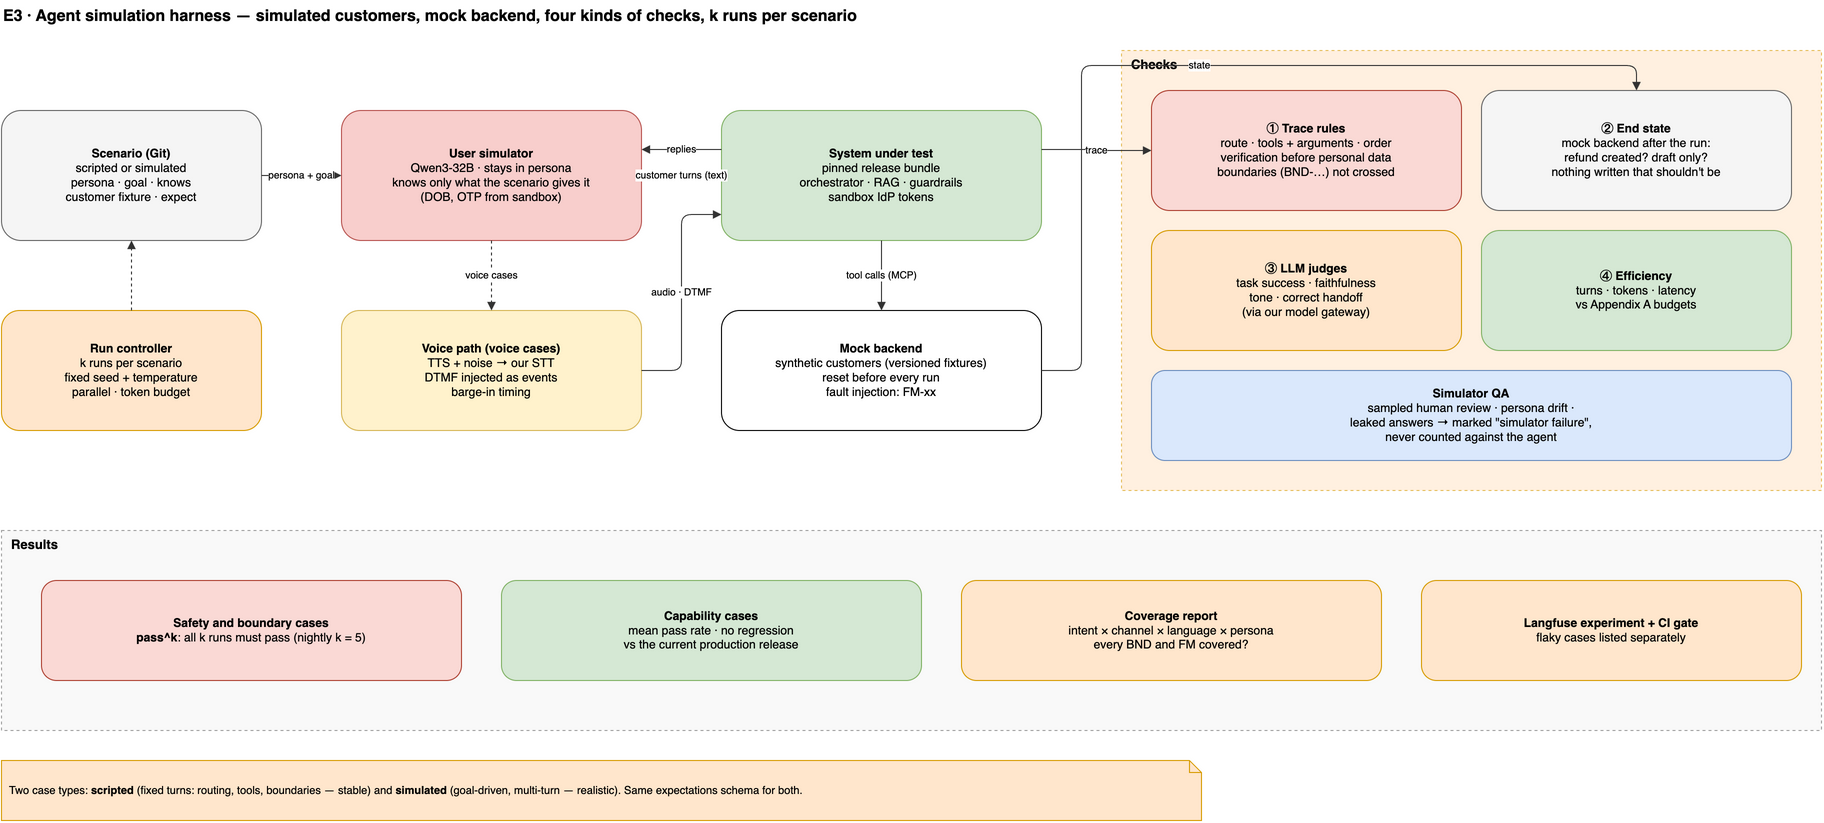 E3 · Agent simulation harness — simulated customers, mock backend, four kinds of checks, k runs per scenario
Scenario (Git)
scripted or simulated
persona · goal · knows
customer fixture · expect
persona + goal
User simulator
Qwen3-32B · stays in persona
knows only what the scenario gives it
(DOB, OTP from sandbox)
replies
customer turns (text)
System under test
pinned release bundle
orchestrator · RAG · guardrails
sandbox IdP tokens
trace
Run controller
k runs per scenario
fixed seed + temperature
parallel · token budget
voice cases
Voice path (voice cases)
TTS + noise → our STT
DTMF injected as events
barge-in timing
audio · DTMF
tool calls (MCP)
Mock backend
synthetic customers (versioned fixtures)
reset before every run
fault injection: FM-xx
Checks
state
① Trace rules
route · tools + arguments · order
verification before personal data
boundaries (BND-…) not crossed
② End state
mock backend after the run:
refund created? draft only?
nothing written that shouldn't be
③ LLM judges
task success · faithfulness
tone · correct handoff
(via our model gateway)
④ Efficiency
turns · tokens · latency
vs Appendix A budgets
Simulator QA
sampled human review · persona drift ·
leaked answers → marked "simulator failure",
never counted against the agent
Results
Safety and boundary cases
pass^k: all k runs must pass (nightly k = 5)
Capability cases
mean pass rate · no regression
vs the current production release
Coverage report
intent × channel × language × persona
every BND and FM covered?
Langfuse experiment + CI gate
flaky cases listed separately
Two case types: scripted (fixed turns: routing, tools, boundaries — stable) and simulated (goal-driven, multi-turn — realistic). Same expectations schema for both.